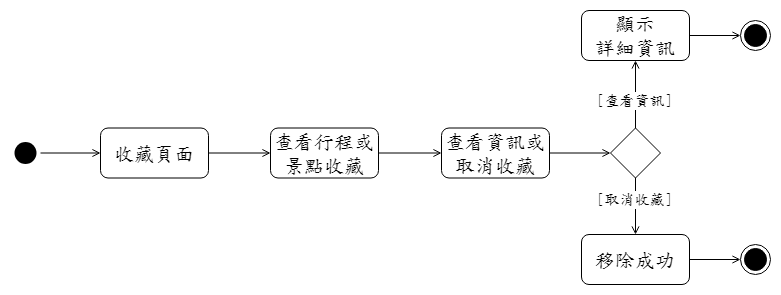 顯示
詳細資訊
[查看資訊]
收藏頁面
查看行程或
景點收藏
查看資訊或
取消收藏
[取消收藏]
移除成功